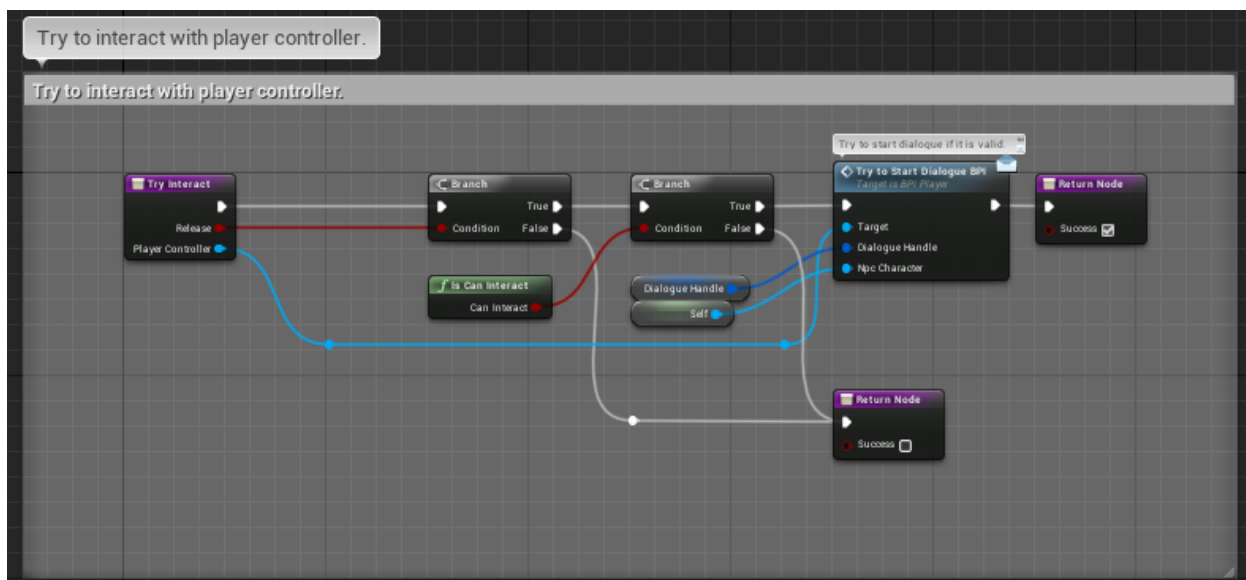 Try to interact with player controller.
Try to interact with player controller.
Try to start dialogue if it is valid.
Try Interact
Release
Player Controller
Branch
Condition
True
False
Is Can Interact
Can Interact
Branch
Condition
True
False
Dialogue Handle
Self
Try to Start Dialogue BPI
Target is BPI Player
Target
Dialogue Handle
Npc Character
Return Node
Success
Return Node
Success